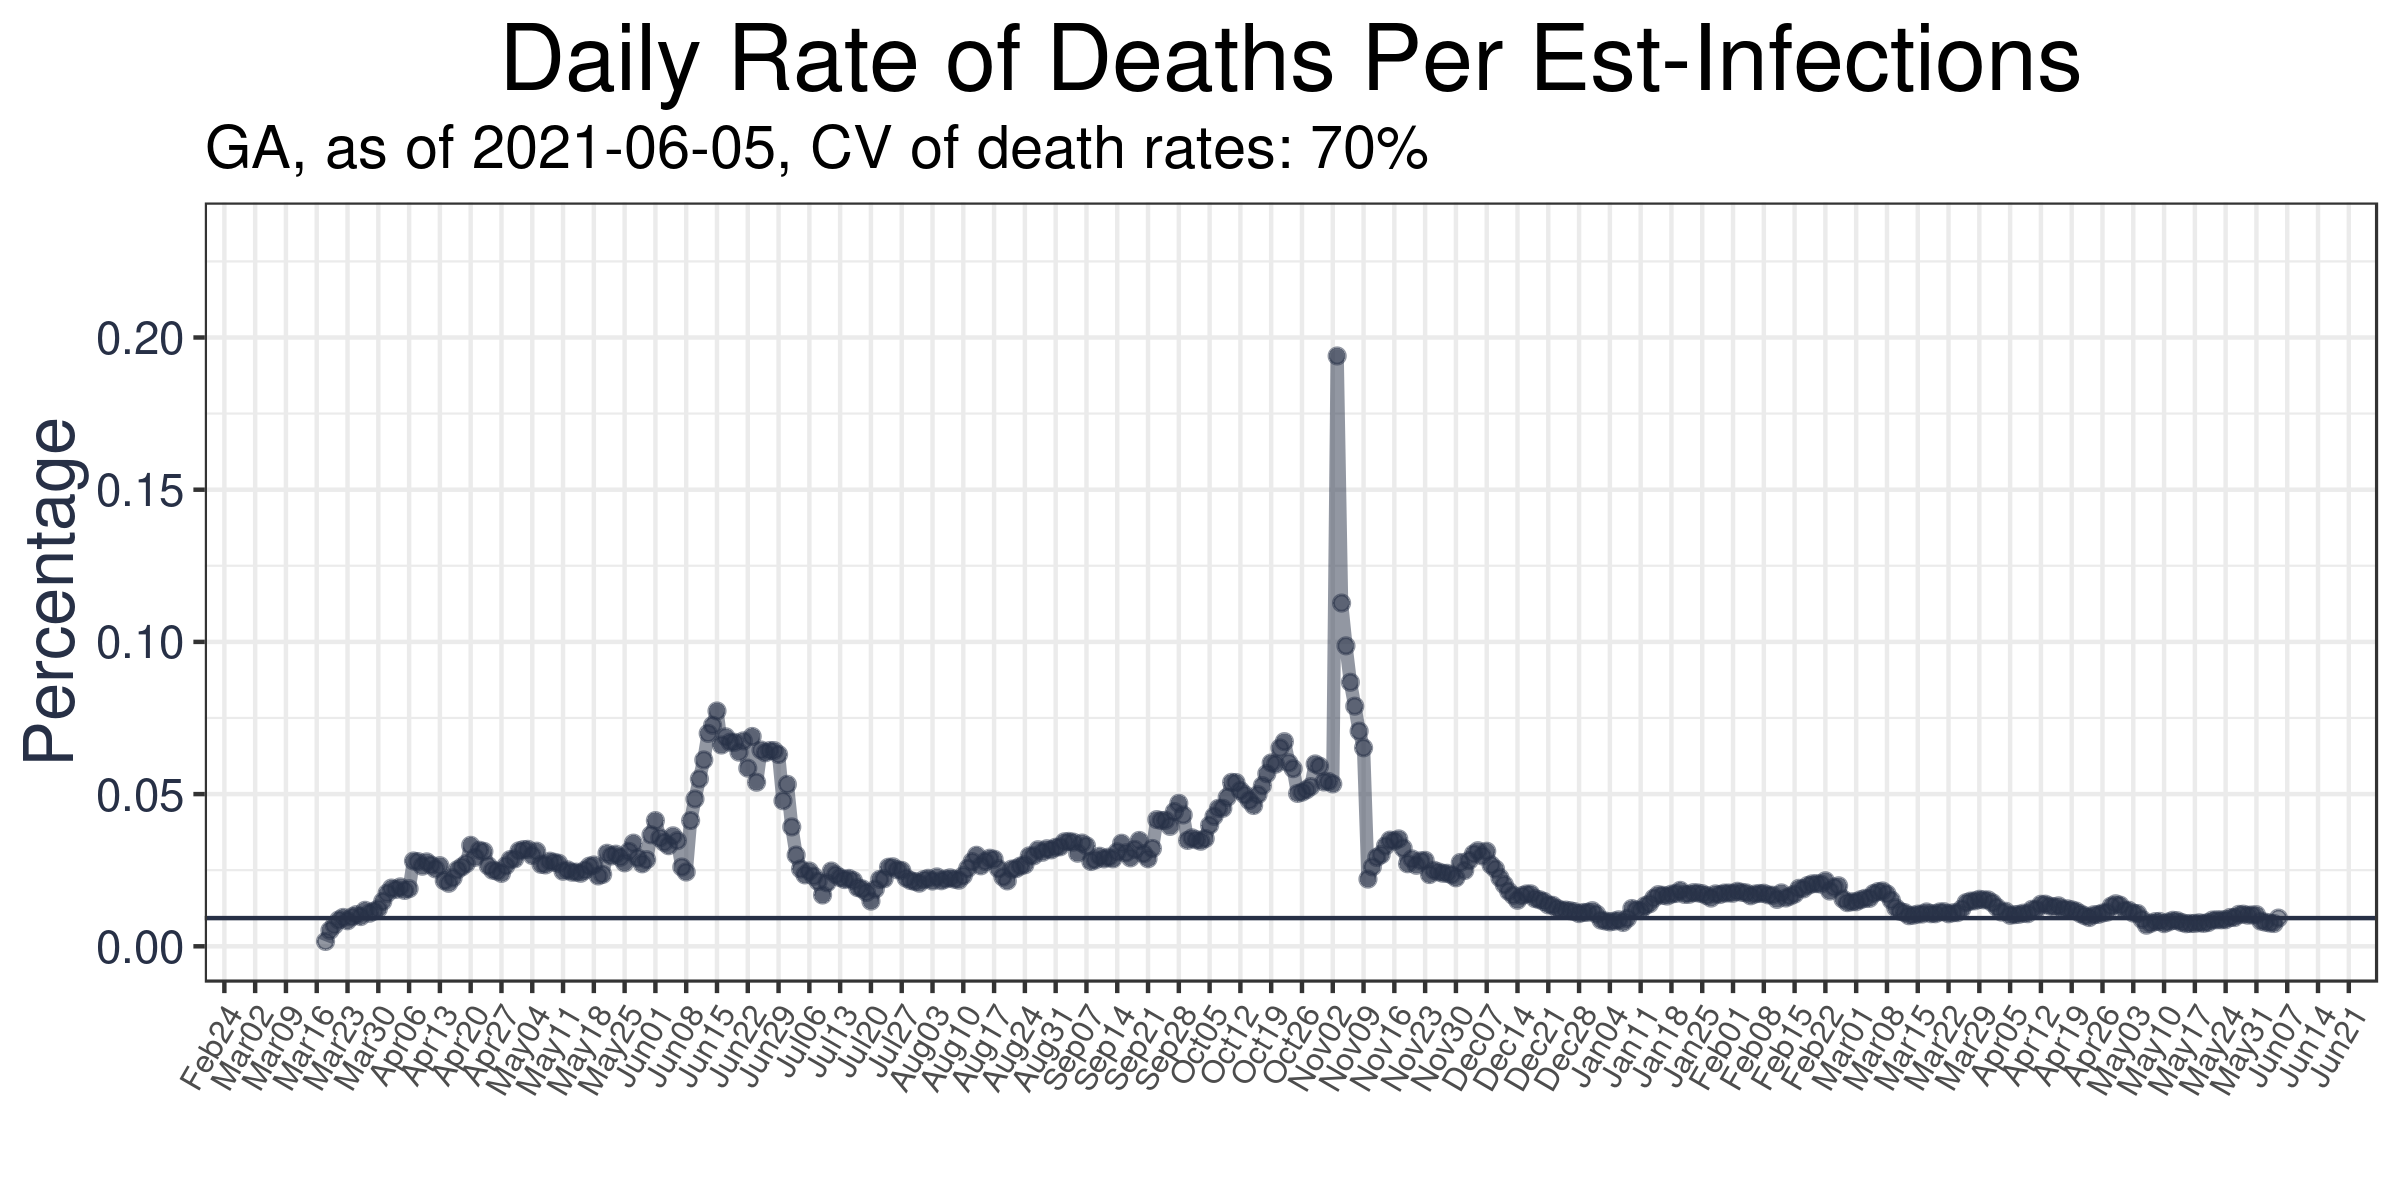 Daily Rate of Deaths Per Est-Infections
GA, as of 2021-06-05, CV of death rates: 70%
Percentage
0.20
0.15
0.10
0.05
0.00
Feb24
Mar02
Mar09
Mar16
Mar23
Mar30
Apr06
Apr13
Apr20
Apr27
May04
May11
May18
May25
Jun01
Jun08
Jun15
Jun22
Jun29
Jul06
Jul13
Jul20
Jul27
Aug03
Aug10
Aug17
Aug24
Aug31
Sep07
Sep14
Sep21
Sep28
Oct05
Oct12
Oct19
Oct26
Nov02
Nov09
Nov16
Nov23
Nov30
Dec07
Dec14
Dec21
Dec28
Jan04
Jan11
Jan18
Jan25
Feb01
Feb08
Feb15
Feb22
Mar01
Mar08
Mar15
Mar22
Mar29
Apr05
Apr12
Apr19
Apr26
May03
May10
May17
May24
May31
Jun07
Jun14
Jun21